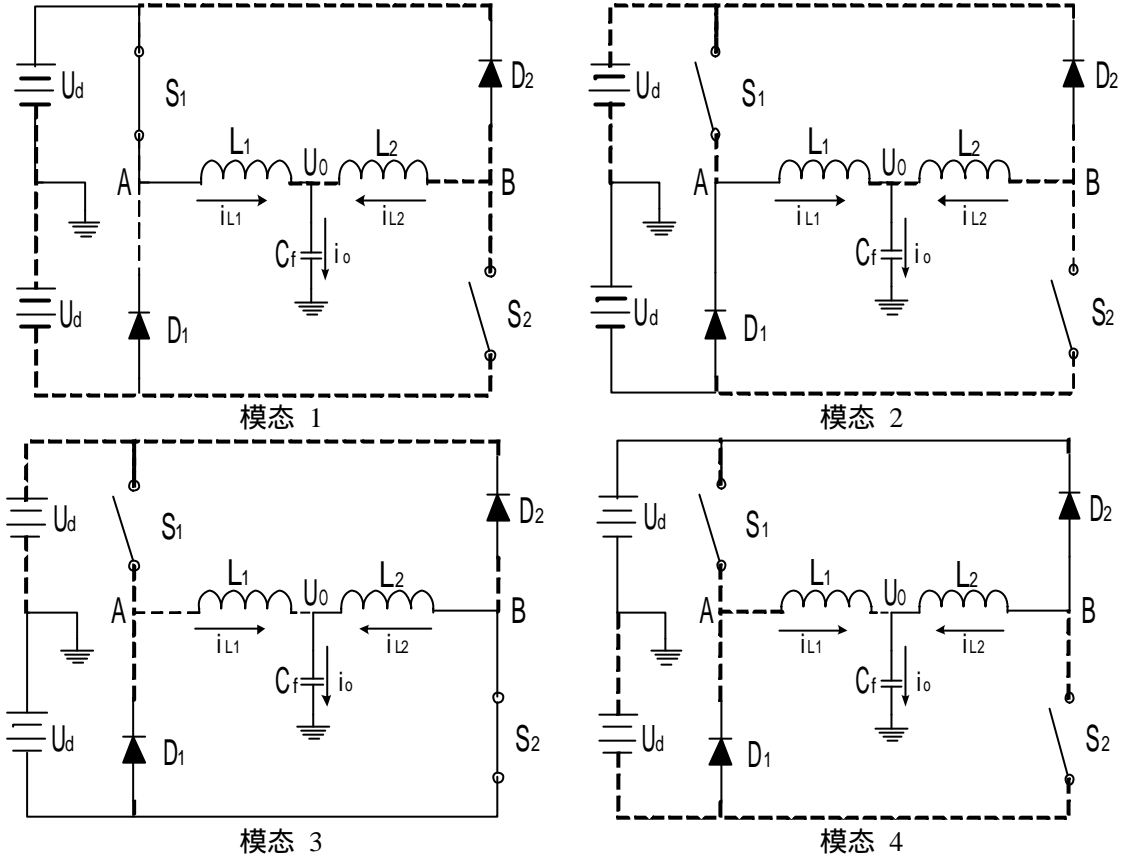 Ud
S1
D2
A
L1
U0
L2
B
iL1
iL2
Cf
io
Ud
D1
S2
模态 1
Ud
S1
D2
A
L1
U0
L2
B
iL1
iL2
Cf
io
Ud
D1
S2
模态 2
Ud
S1
D2
A
L1
U0
L2
B
iL1
iL2
Cf
io
Ud
D1
S2
模态 3
Ud
S1
D2
A
L1
U0
L2
B
iL1
iL2
Cf
io
Ud
D1
S2
模态 4